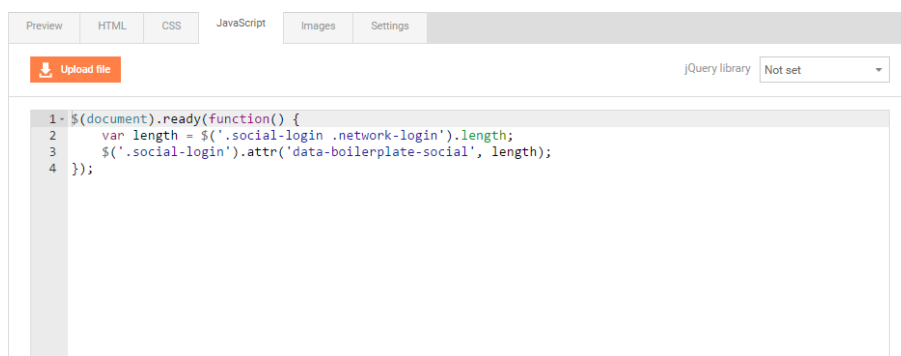 Preview HTML CSS JavaScript Images Settings
Upload file jQuery library Not set
1 $(document).ready(function() {
2 var length = $('.social-login .network-login').length;
3 $('.social-login').attr('data-boilerplate-social', length);
4 });